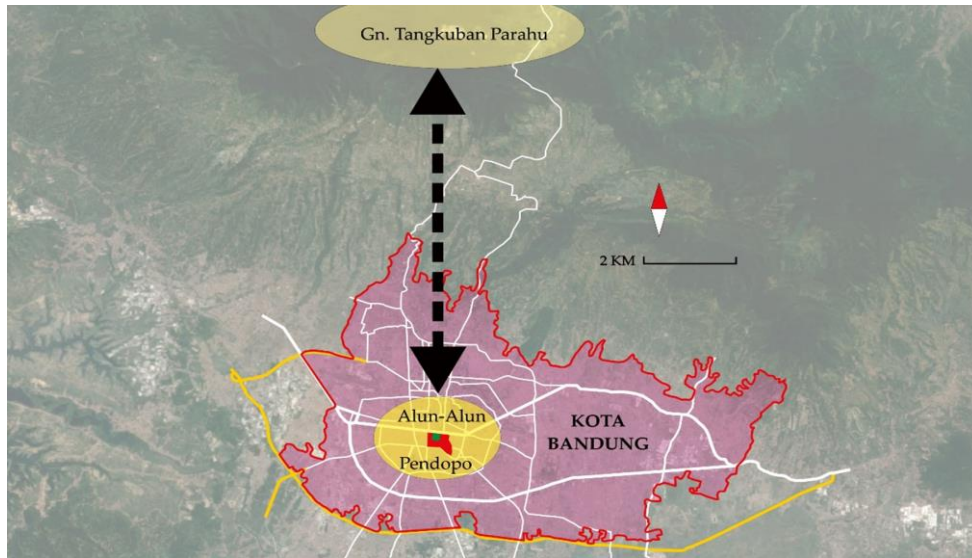 Gn. Tangkuban Parahu
2 KM
Alun-Alun
Pendopo
KOTA
BANDUNG